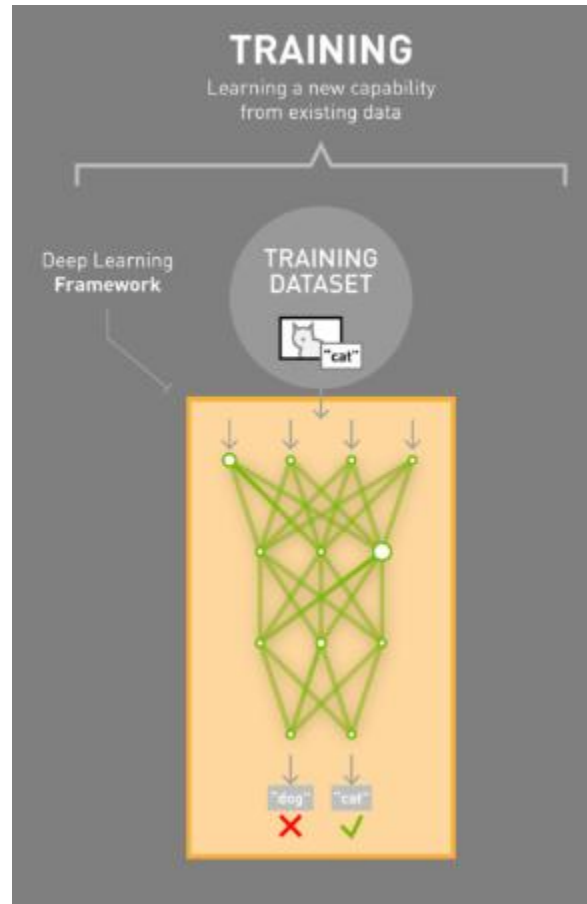 TRAINING
Learning a new capability
from existing data
Deep Learning
Framework
TRAINING
DATASET
"cat"
"dog" "cat"